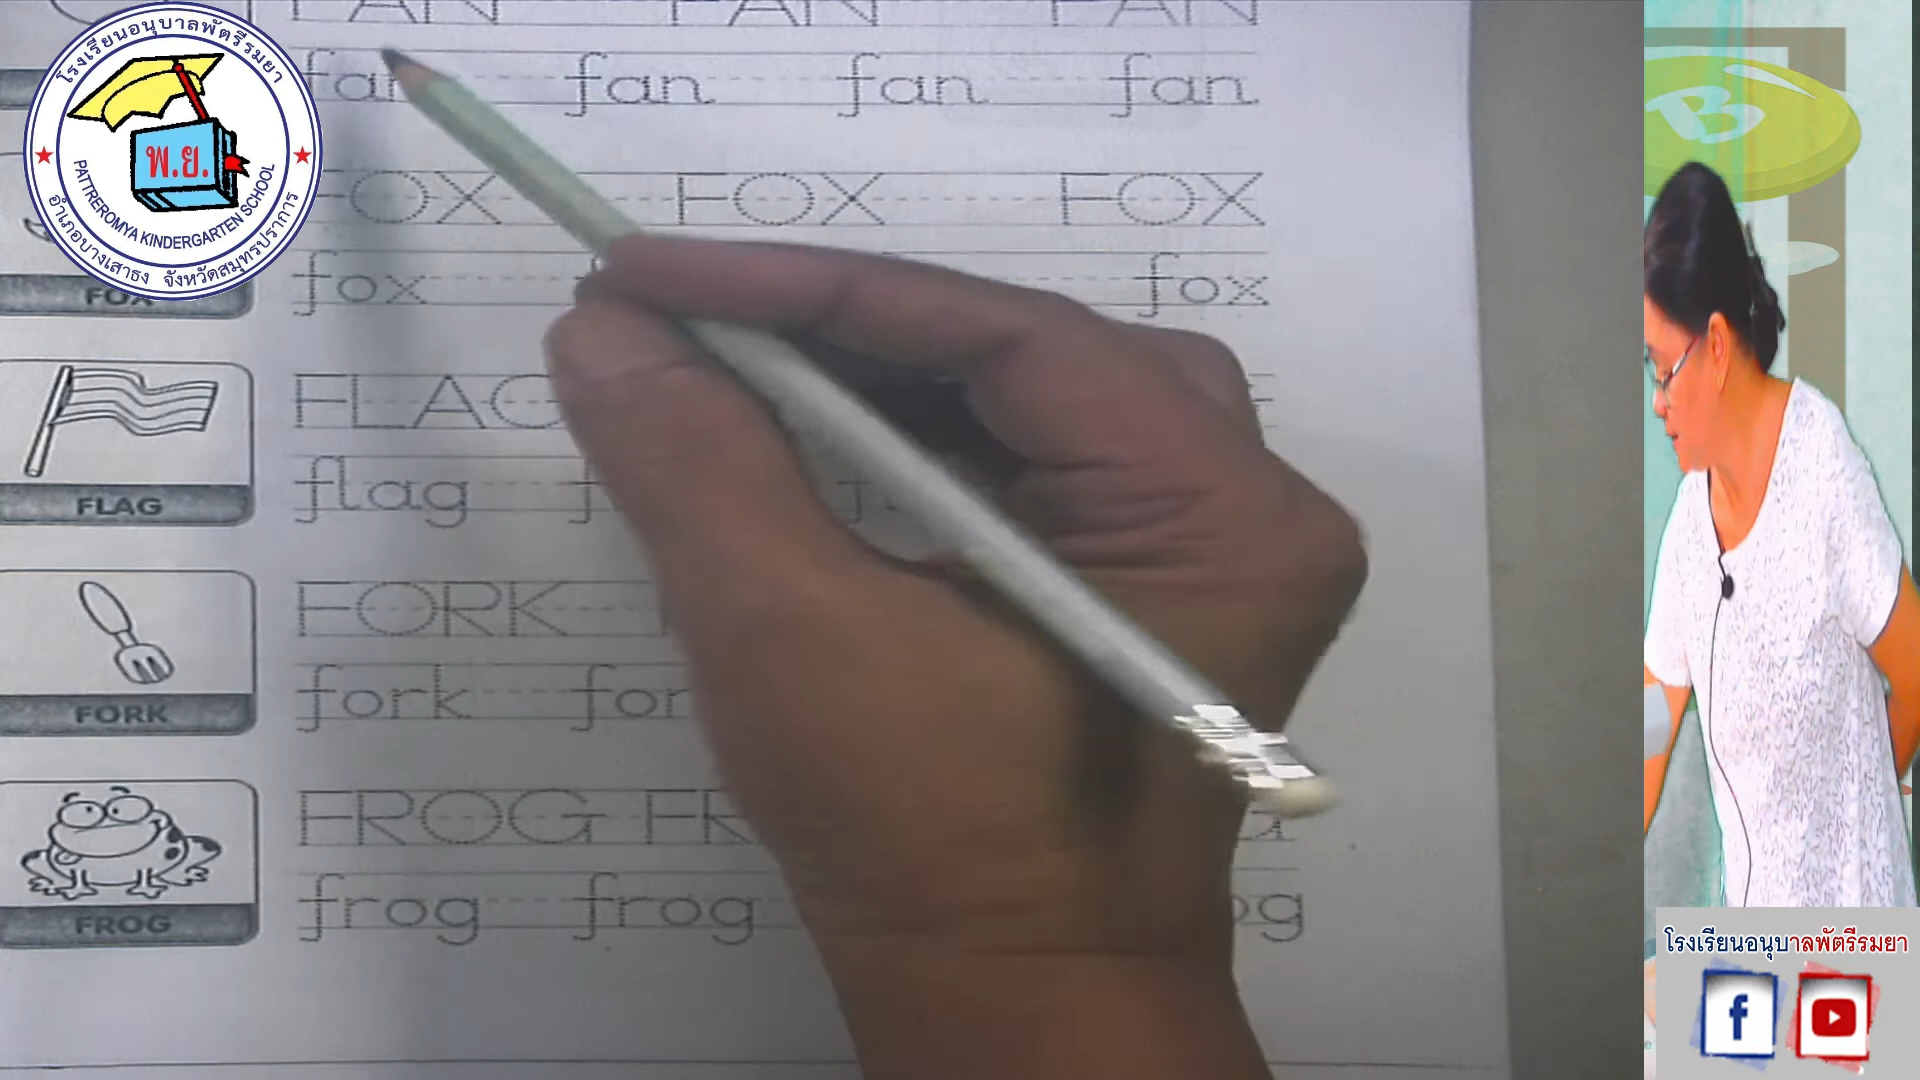 FAN FAN FAN
fan fan fan fan
โรงเรียนอนุบาลพัตรีรมยา
พ.ย.
PATTREROMYA KINDERGARTEN SCHOOL
อำเภอบางเสาธง จังหวัดสมุทรปราการ
B
FOX FOX FOX
fox fox
FOX
FLAG
flag
FLAG
FORK
fork for
FORK
FROG FR
frog frog og
FROG
โรงเรียนอนุบาลพัตรีรมยา
f